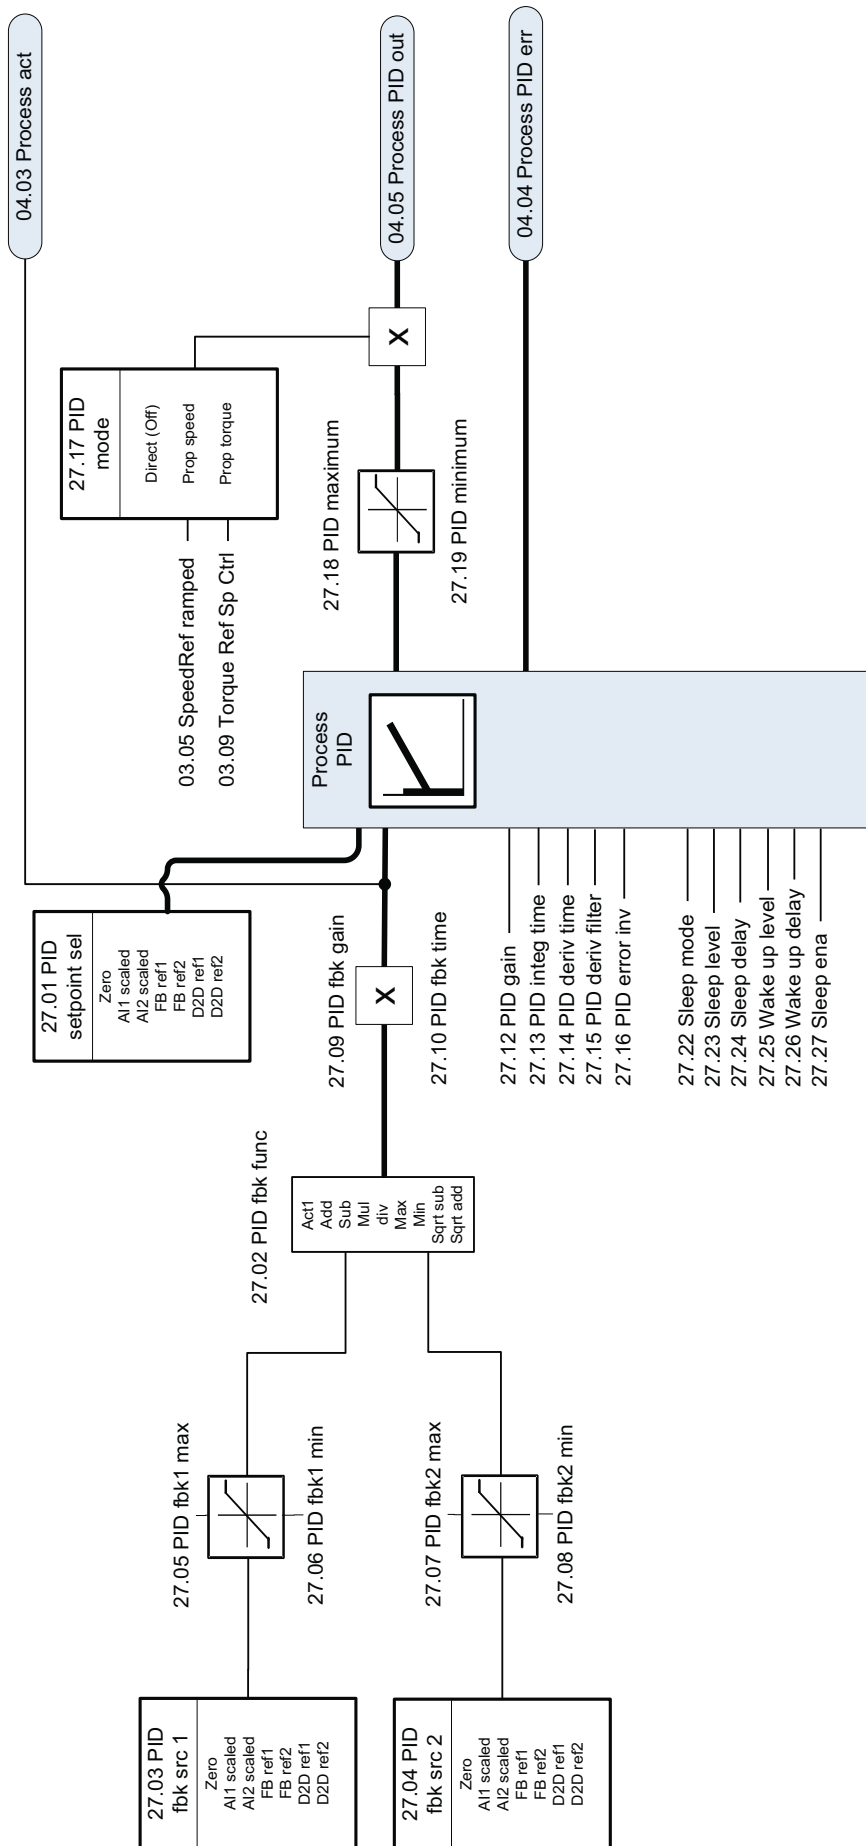 27.03 PID
fbk src 1
Zero
AI1 scaled
AI2 scaled
FB ref1
FB ref2
D2D ref1
D2D ref2
27.04 PID
fbk src 2
Zero
AI1 scaled
AI2 scaled
FB ref1
FB ref2
D2D ref1
D2D ref2
27.05 PID fbk1 max
27.06 PID fbk1 min
27.07 PID fbk2 max
27.08 PID fbk2 min
27.02 PID fbk func
Act1
Add
Sub
Mul
div
Max
Min
Sqrt sub
Sqrt add
27.01 PID
setpoint sel
Zero
AI1 scaled
AI2 scaled
FB ref1
FB ref2
D2D ref1
D2D ref2
27.09 PID fbk gain
X
27.10 PID fbk time
27.12 PID gain
27.13 PID integ time
27.14 PID deriv time
27.15 PID deriv filter
27.16 PID error inv
27.22 Sleep mode
27.23 Sleep level
27.24 Sleep delay
27.25 Wake up level
27.26 Wake up delay
27.27 Sleep ena
Process
PID
03.05 SpeedRef ramped
03.09 Torque Ref Sp Ctrl
27.17 PID
mode
Direct (Off)
Prop speed
Prop torque
27.18 PID maximum
27.19 PID minimum
X
04.03 Process act
04.05 Process PID out
04.04 Process PID err